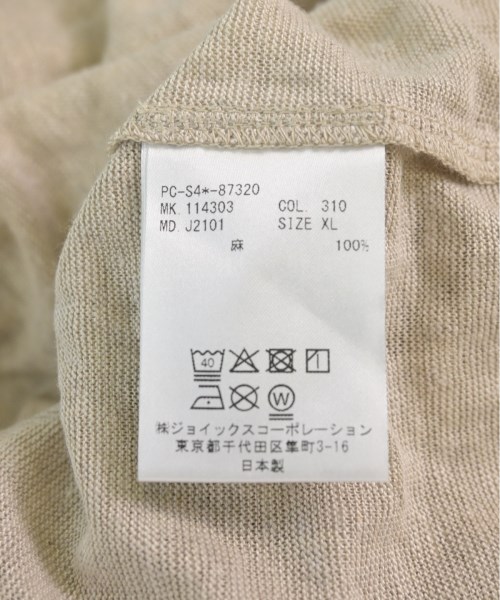 PC-S4*-87320
MK. 114303 COL. 310
MD. J2101 SIZE XL
麻 100%
40
W
㈱ジョイックスコーポレーション
東京都千代田区隼町3-16
日本製